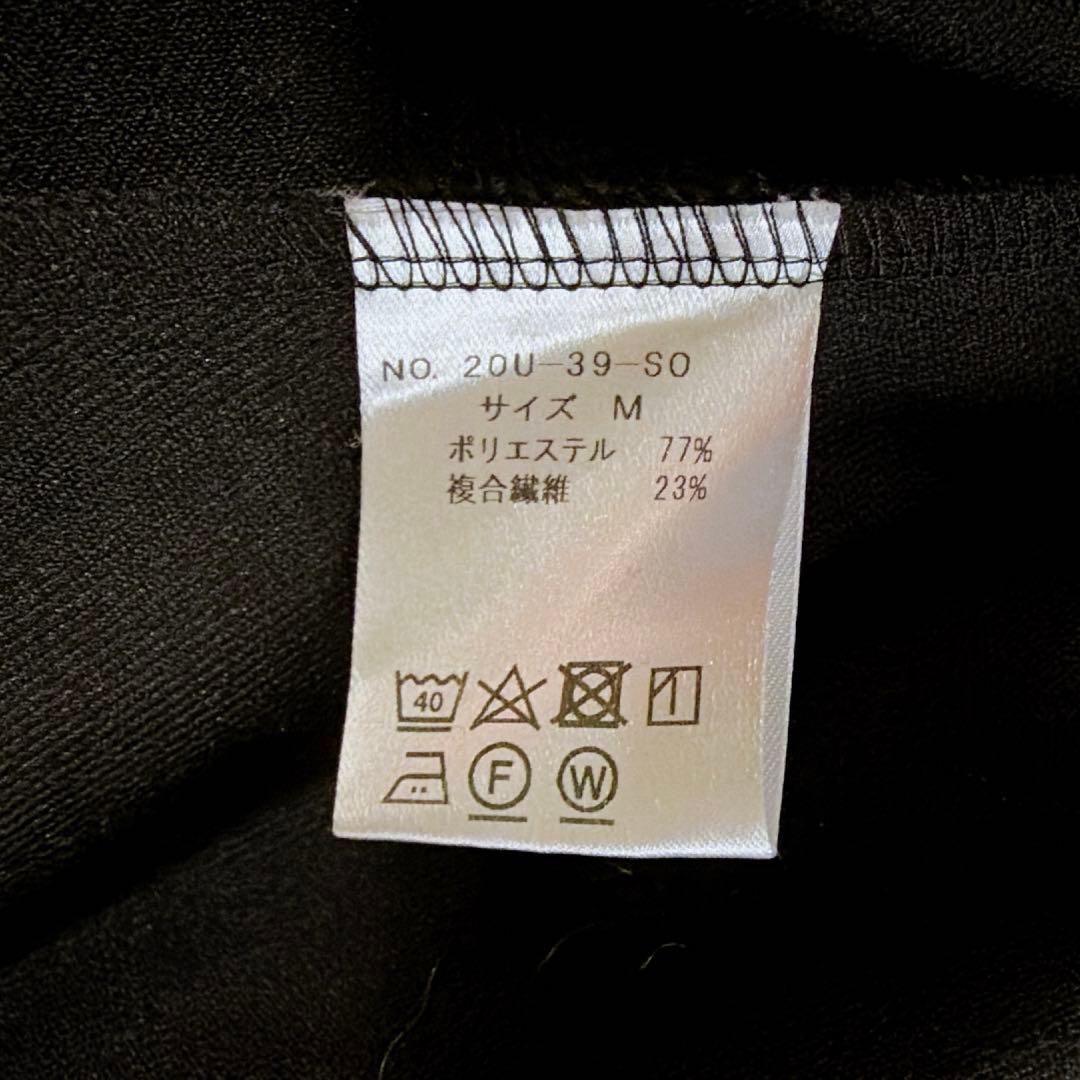 NO. 20U-39-SO
サイズ M
ポリエステル 77%
複合繊維 23%
40
F W